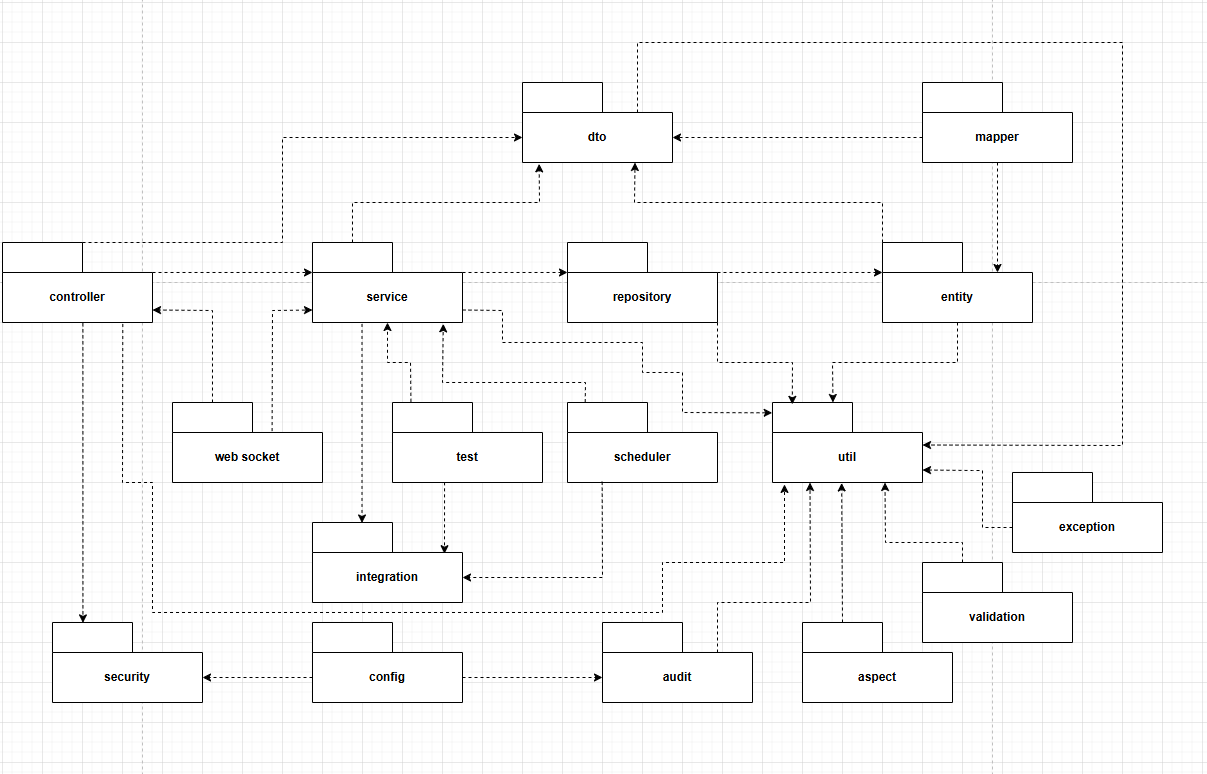 dto
mapper
controller
service
repository
entity
web socket
test
scheduler
util
exception
integration
validation
security
config
audit
aspect